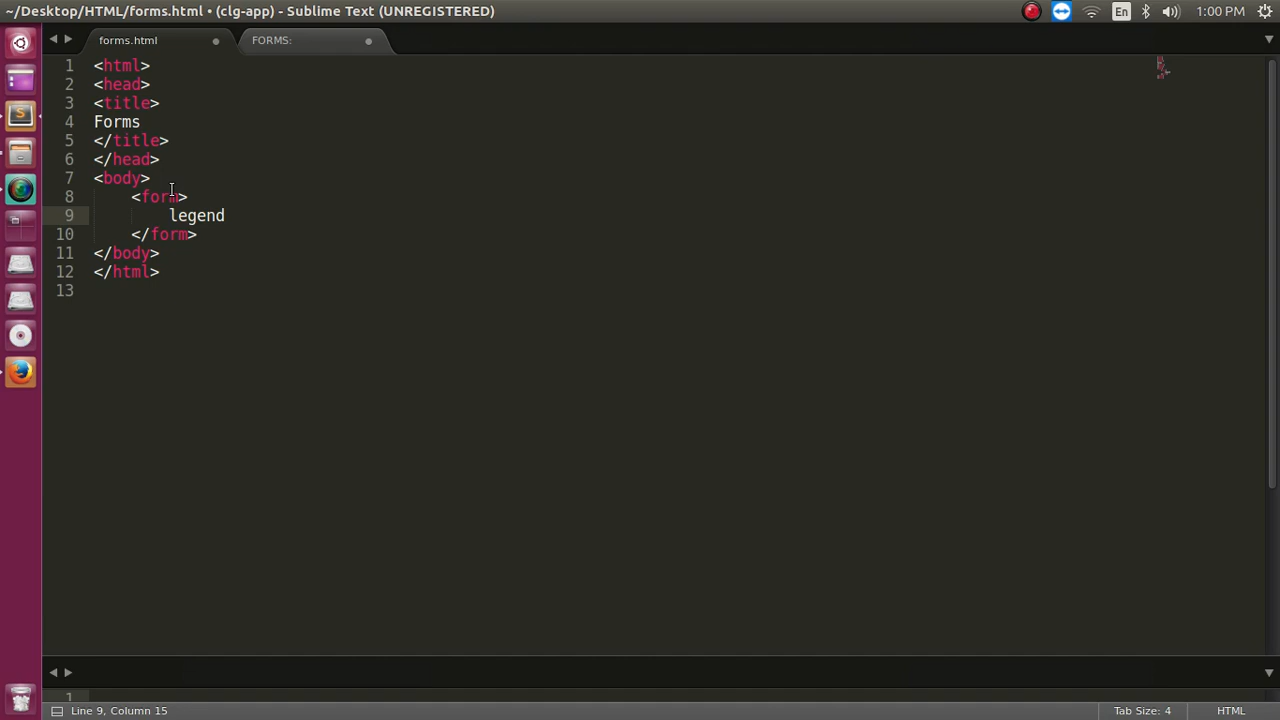 ~/Desktop/HTML/forms.html • (clg-app) - Sublime Text (UNREGISTERED)
En
1:00 PM
forms.html
FORMS:
1 <html>
2 <head>
3 <title>
4 Forms
5 </title>
6 </head>
7 <body>
8 <form>
9 legend
10 </form>
11 </body>
12 </html>
13
1
Line 9, Column 15
Tab Size: 4
HTML